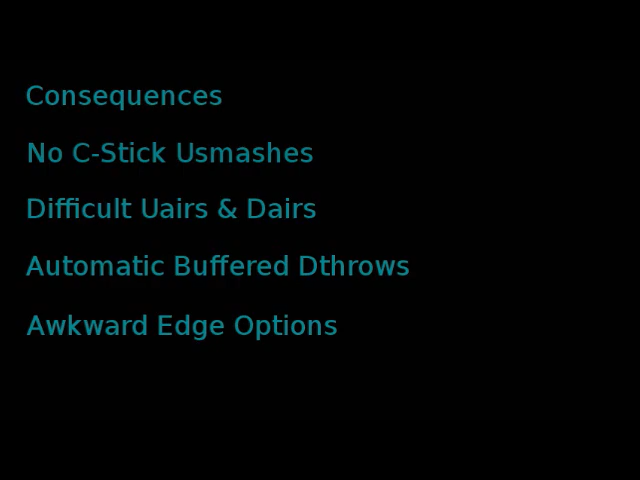 Consequences
No C-Stick Usmashes
Difficult Uairs & Dairs
Automatic Buffered Dthrows
Awkward Edge Options